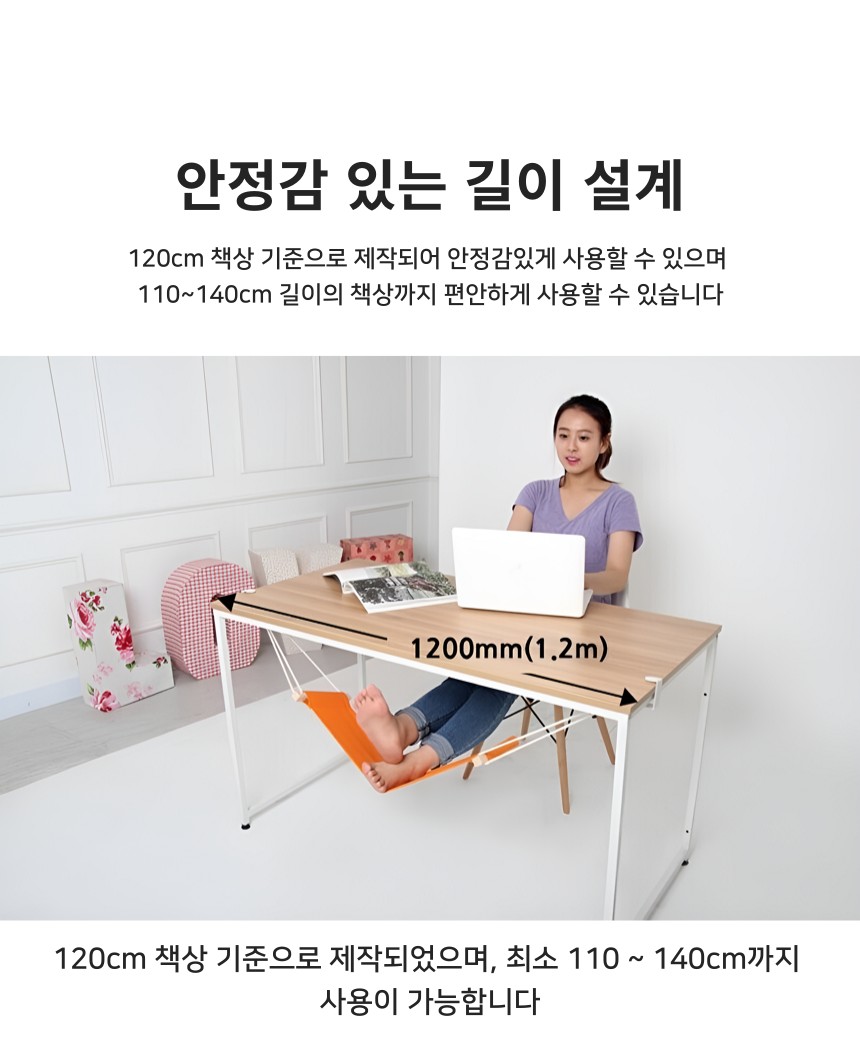 안정감 있는 길이 설계
120cm 책상 기준으로 제작되어 안정감있게 사용할 수 있으며
110~140cm 길이의 책상까지 편안하게 사용할 수 있습니다
1200mm(1.2m)
120cm 책상 기준으로 제작되었으며, 최소 110 ~ 140cm까지
사용이 가능합니다